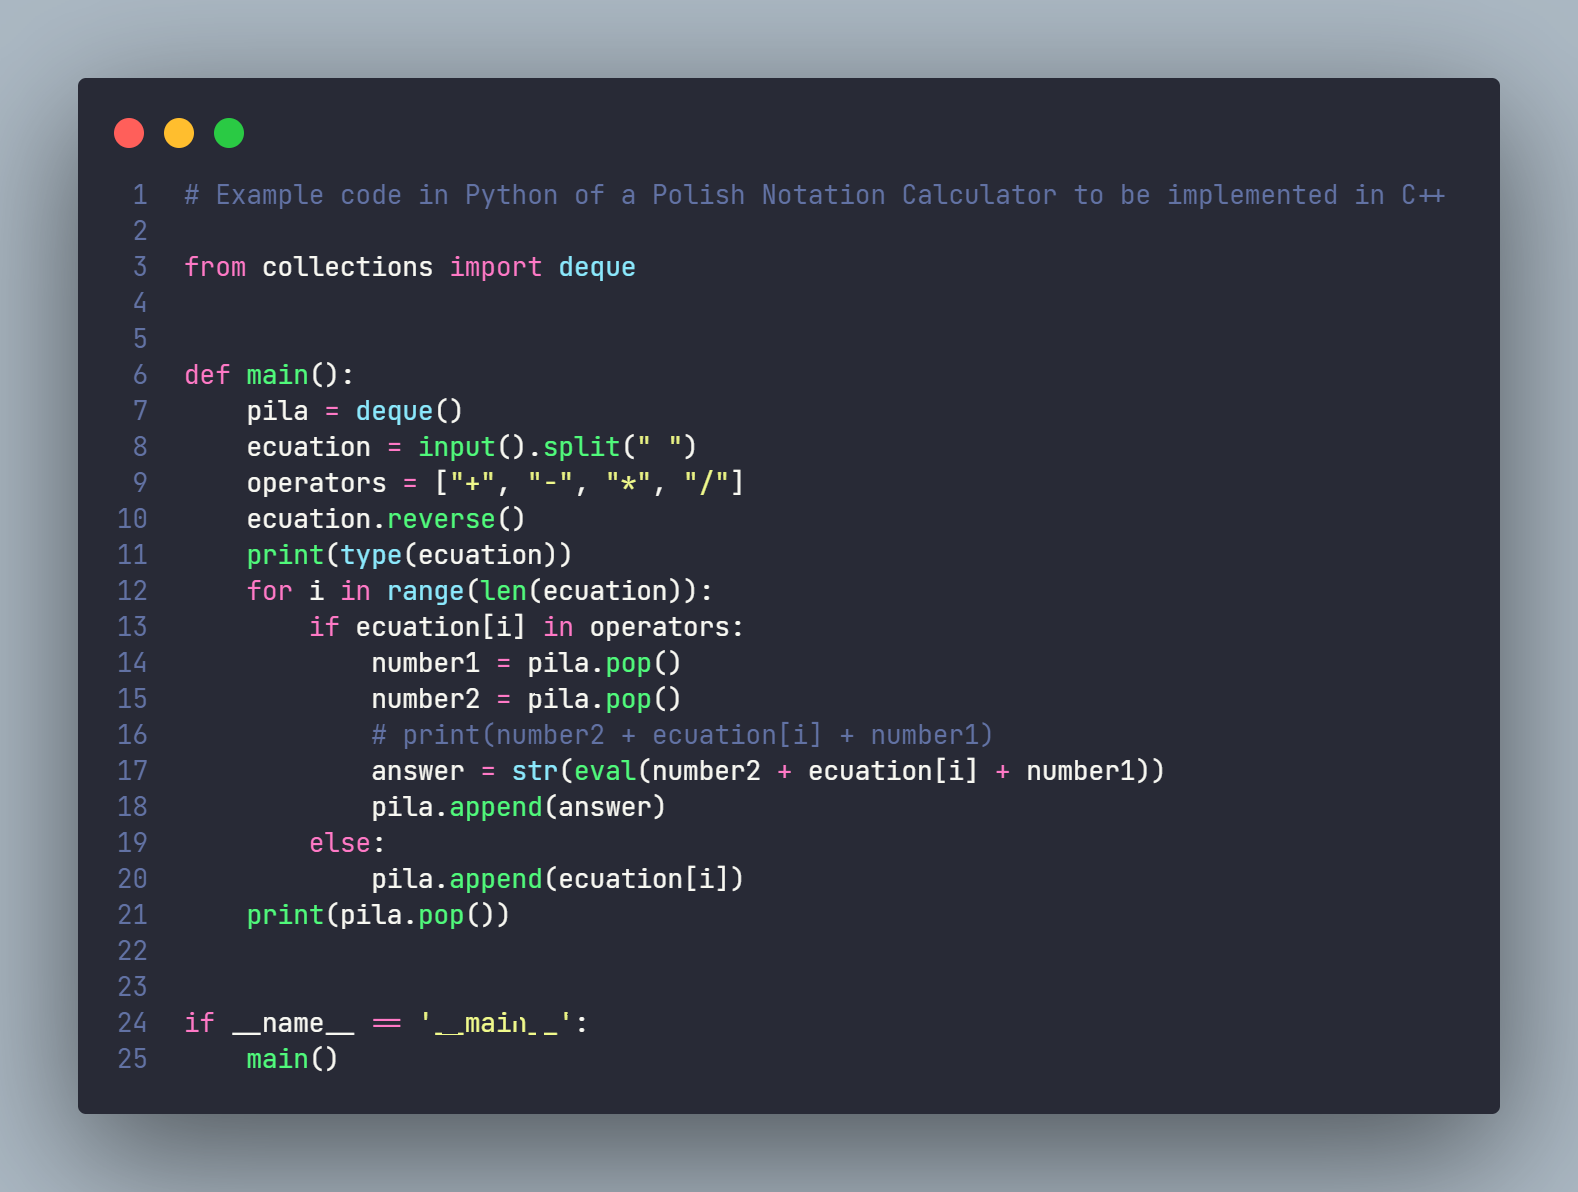 1 # Example code in Python of a Polish Notation Calculator to be implemented in C++
2
3 from collections import deque
4
5
6 def main():
7     pila = deque()
8     ecuation = input().split(" ")
9     operators = ["+", "-", "*", "/"]
10     ecuation.reverse()
11     print(type(ecuation))
12     for i in range(len(ecuation)):
13         if ecuation[i] in operators:
14             number1 = pila.pop()
15             number2 = pila.pop()
16             # print(number2 + ecuation[i] + number1)
17             answer = str(eval(number2 + ecuation[i] + number1))
18             pila.append(answer)
19         else:
20             pila.append(ecuation[i])
21     print(pila.pop())
22
23
24 if __name__ == '__main__':
25     main()